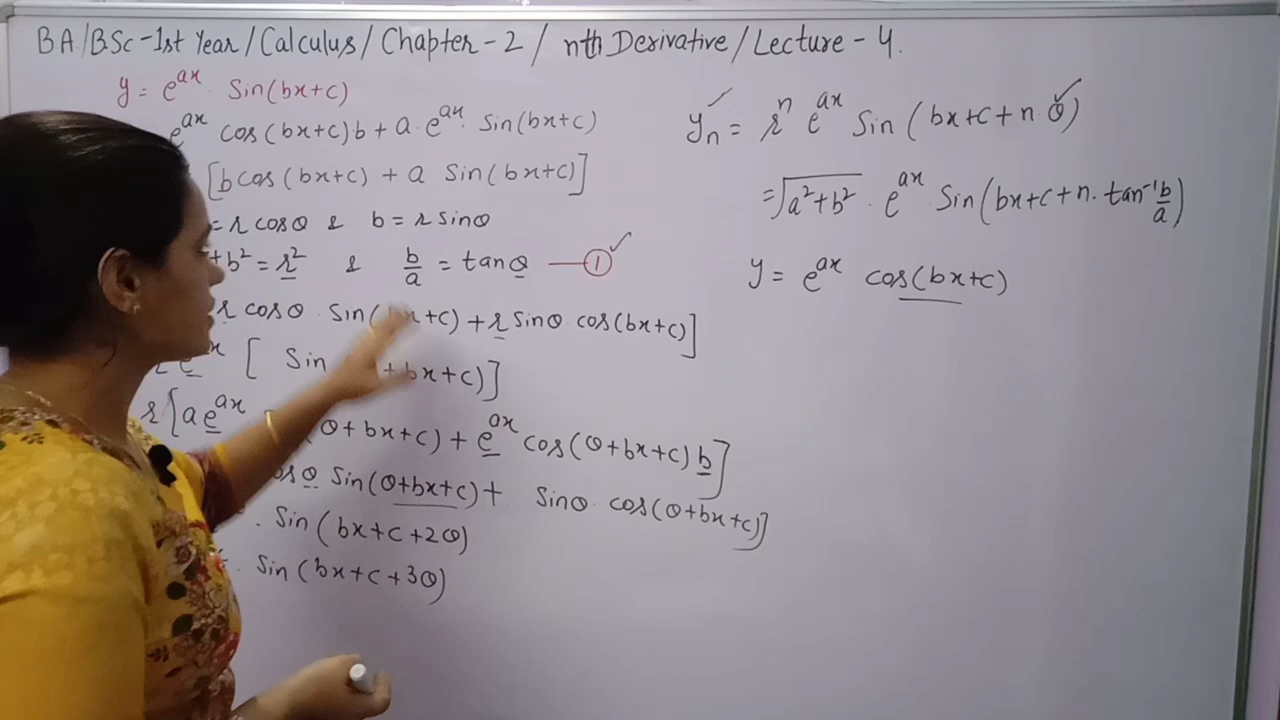 BA/BSc-1st Year/Calculus/Chapter-2/nth Derivative/Lecture-4.
y = e^ax Sin(bx+c)
e^ax cos(bx+c)b + a.e^ax. Sin(bx+c)
[bcos(bx+c) + a Sin(bx+c)]
= r cosθ & b = r sinθ
+b² = r² & b/a = tanθ —①✓
r cosθ . Sin(bx+c) + r Sinθ cos(bx+c)]
[ Sin +bx+c)]
r[a e^ax (θ+bx+c) + e^ax cos(θ+bx+c) b]
θ Sin(θ+bx+c) + Sinθ. cos(θ+bx+c)]
. Sin(bx+c+2θ)
. Sin(bx+c+3θ)
✓ yn = r^n e^ax Sin(bx+c+nθ) ✓
= √a²+b² . e^ax Sin(bx+c+n. tan⁻¹ b/a)
y = e^ax cos(bx+c)